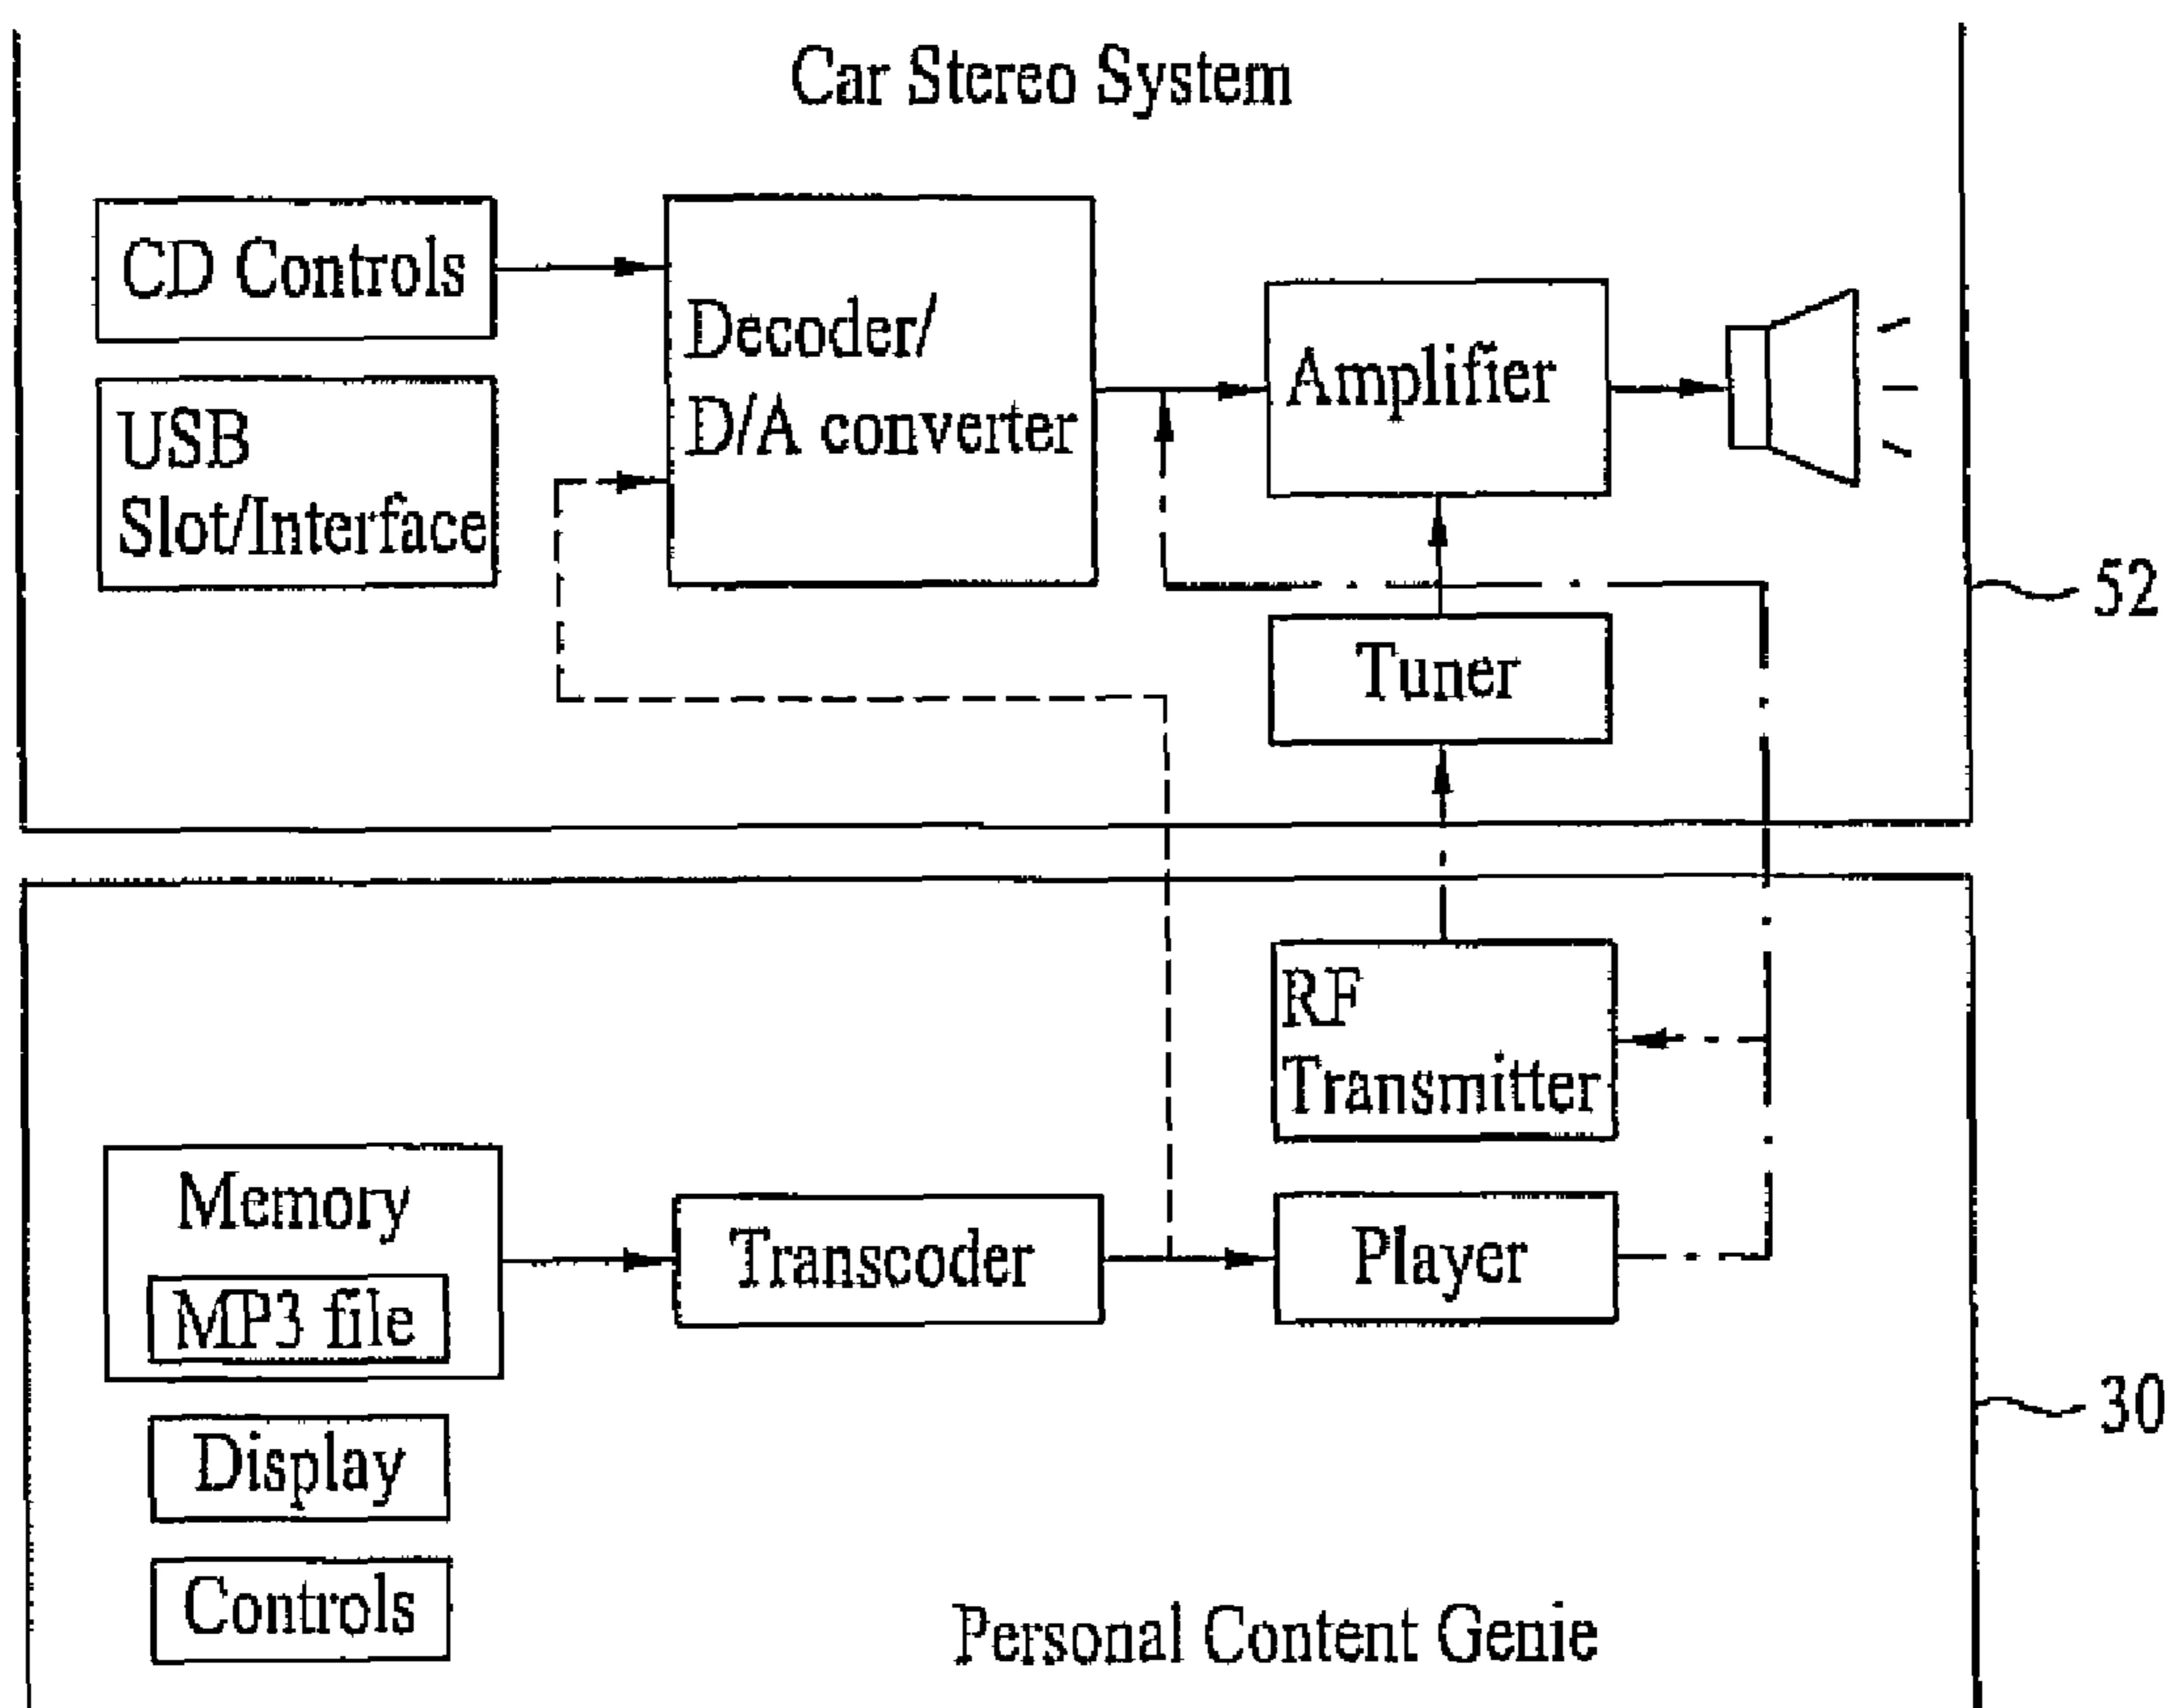 Car Stereo System
CD Controls
USB
Slot/Interface
Decoder/
D/A converter
Amplifier
Tuner
52
RF
Transmitter
Memory
MP3 file
Transcoder
Player
30
Display
Controls
Personal Content Genie